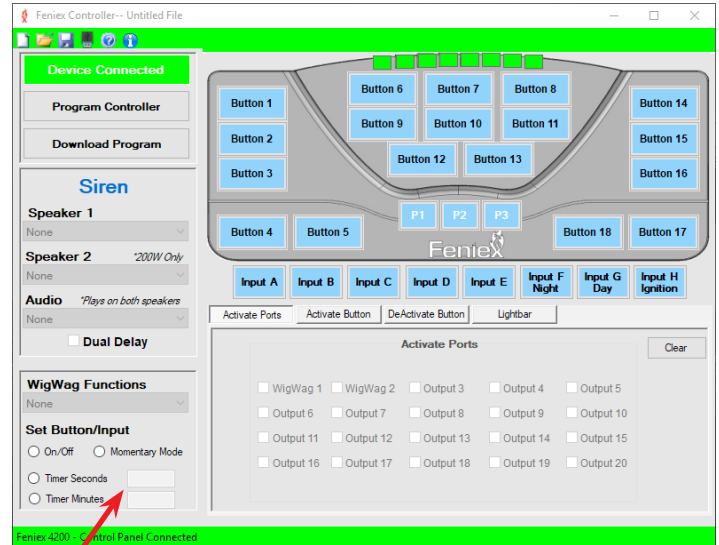 Feniex Controller-- Untitled File
Device Connected
Program Controller
Download Program
Siren
Speaker 1
None
Speaker 2 *200W Only
None
Audio *Plays on both speakers
None
Dual Delay
WigWag Functions
None
Set Button/Input
On/Off Momentary Mode
Timer Seconds
Timer Minutes
Button 6 Button 7 Button 8
Button 1 Button 14
Button 9 Button 10 Button 11
Button 2 Button 15
Button 12 Button 13
Button 3 Button 16
P1 P2 P3
Button 4 Button 5 Button 18 Button 17
Feniex
Input A Input B Input C Input D Input E Input F Night Input G Day Input H Ignition
Activate Ports Activate Button DeActivate Button Lightbar
Activate Ports
Clear
WigWag 1 WigWag 2 Output 3 Output 4 Output 5
Output 6 Output 7 Output 8 Output 9 Output 10
Output 11 Output 12 Output 13 Output 14 Output 15
Output 16 Output 17 Output 18 Output 19 Output 20
Feniex 4200 - Control Panel Connected